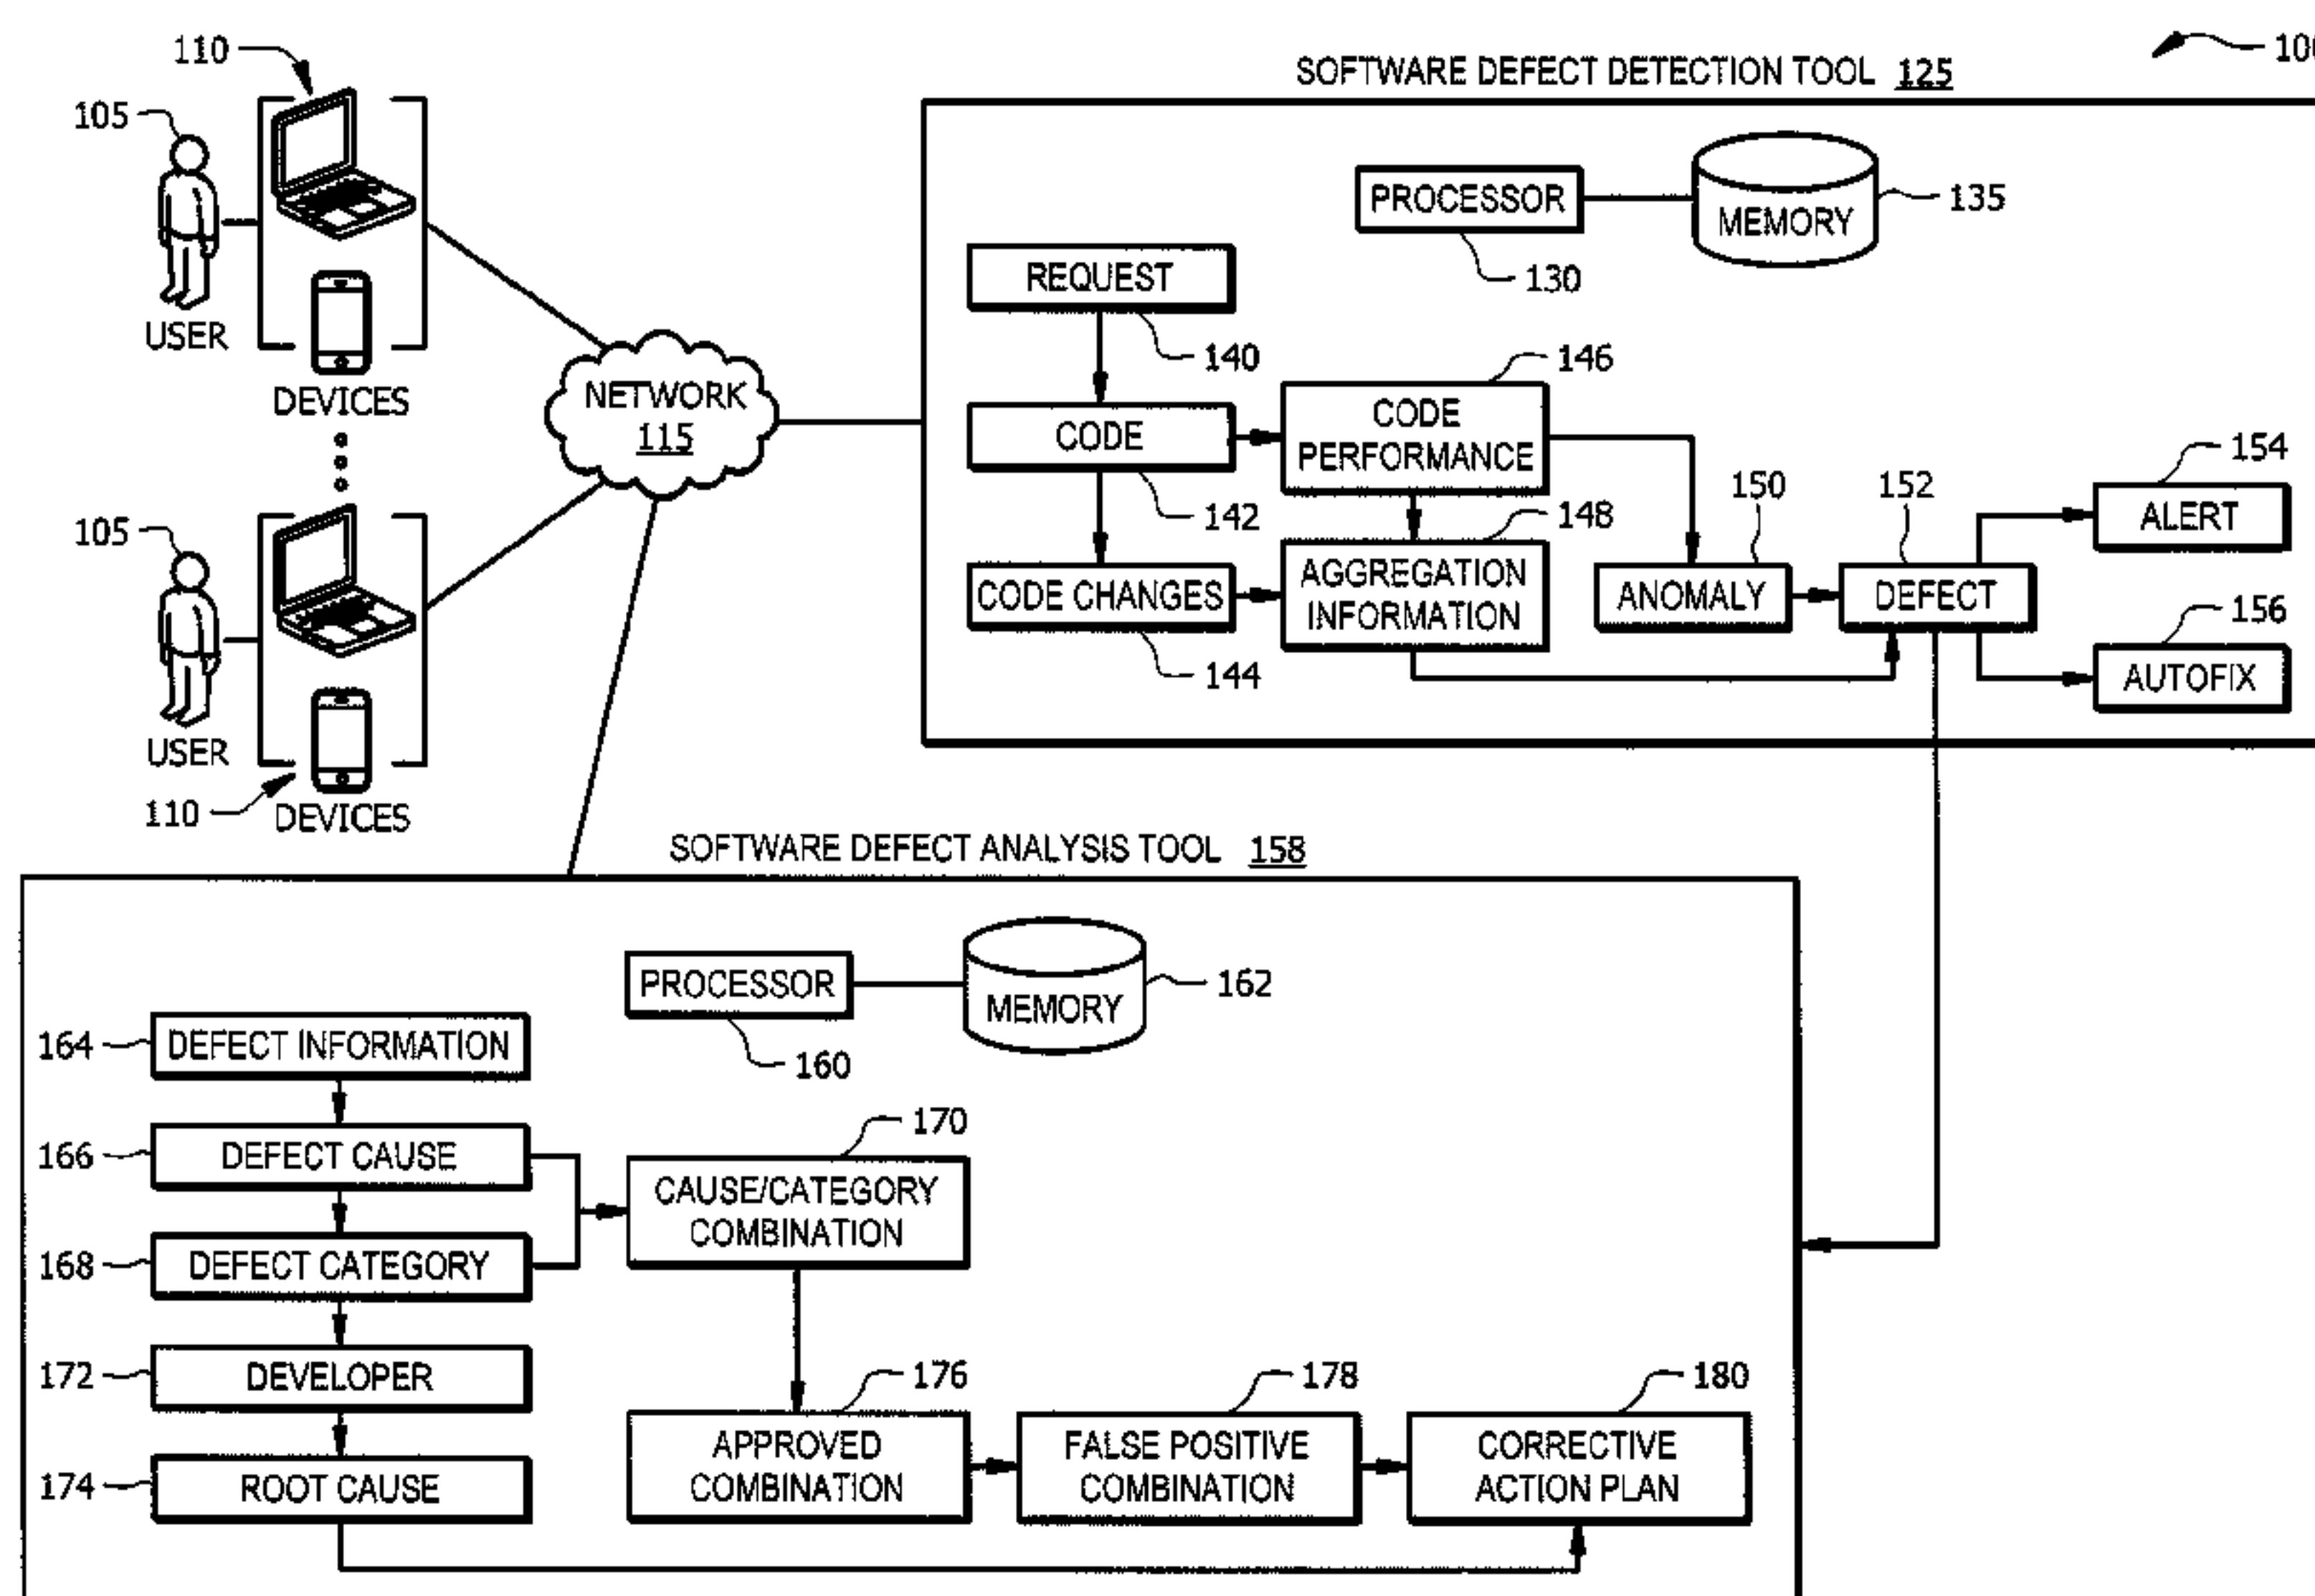 110
105
USER
DEVICES
105
USER
110
DEVICES
NETWORK
115
SOFTWARE DEFECT DETECTION TOOL 125
PROCESSOR
130
MEMORY
135
REQUEST
140
CODE
142
CODE CHANGES
144
CODE
PERFORMANCE
146
AGGREGATION
INFORMATION
148
ANOMALY
150
DEFECT
152
ALERT
154
AUTOFIX
156
SOFTWARE DEFECT ANALYSIS TOOL 158
PROCESSOR
160
MEMORY
162
164
DEFECT INFORMATION
166
DEFECT CAUSE
168
DEFECT CATEGORY
170
CAUSE/CATEGORY
COMBINATION
172
DEVELOPER
174
ROOT CAUSE
176
APPROVED
COMBINATION
178
FALSE POSITIVE
COMBINATION
180
CORRECTIVE
ACTION PLAN